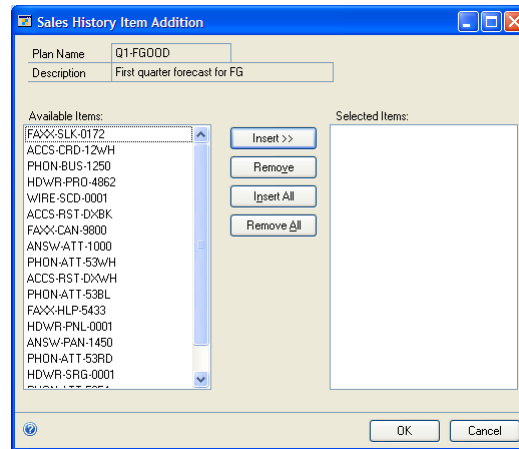 Sales History Item Addition
Plan Name Q1-FGOOD
Description First quarter forecast for FG
Available Items:
Selected Items:
FAXX-SLK-0172
ACCS-CRD-12WH
PHON-BUS-1250
HDWR-PRO-4862
WIRE-SCD-0001
ACCS-RST-DXBK
FAXX-CAN-9800
ANSW-ATT-1000
PHON-ATT-53WH
ACCS-RST-DXWH
PHON-ATT-53BL
FAXX-HLP-5433
HDWR-PNL-0001
ANSW-PAN-1450
PHON-ATT-53RD
HDWR-SRG-0001
Insert >>
Remove
Insert All
Remove All
OK
Cancel